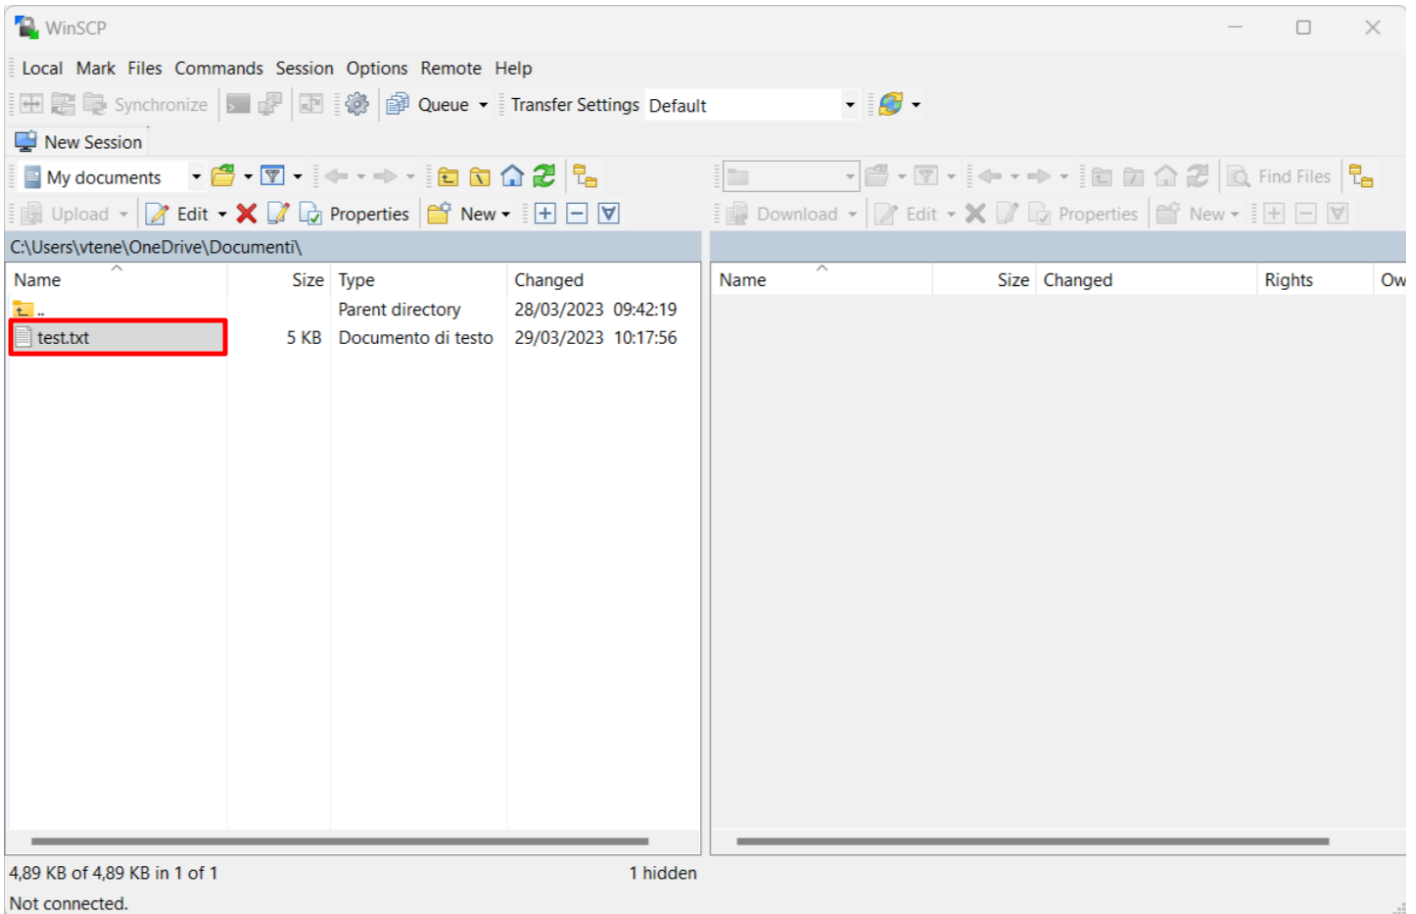 WinSCP
Local Mark Files Commands Session Options Remote Help
Synchronize Queue Transfer Settings Default
New Session
My documents Find Files
Upload Edit Properties New Download Edit Properties New
C:\Users\vtene\OneDrive\Documenti\
Name Size Type Changed Name Size Changed Rights Ow
.. Parent directory 28/03/2023 09:42:19
test.txt 5 KB Documento di testo 29/03/2023 10:17:56
4,89 KB of 4,89 KB in 1 of 1 1 hidden
Not connected.